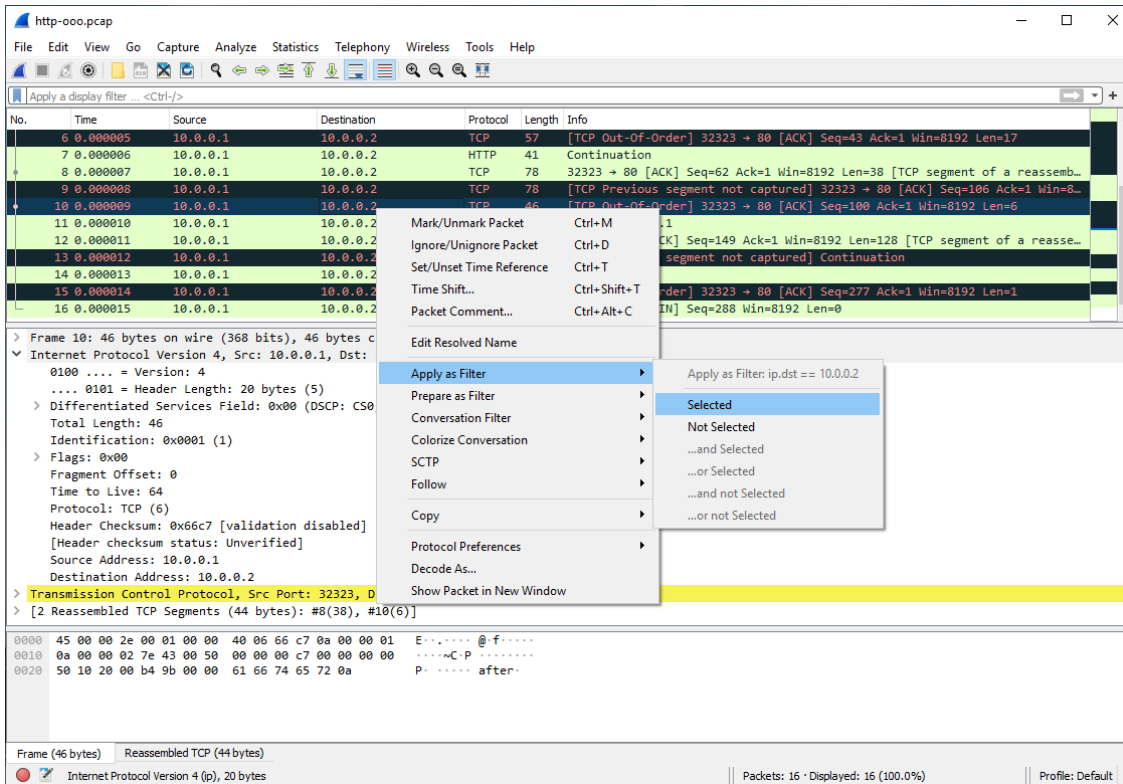 http-ooo.pcap
File Edit View Go Capture Analyze Statistics Telephony Wireless Tools Help
Apply a display filter ... <Ctrl-/>
No. Time Source Destination Protocol Length Info
6 0.000005 10.0.0.1 10.0.0.2 TCP 57 [TCP Out-Of-Order] 32323 → 80 [ACK] Seq=43 Ack=1 Win=8192 Len=17
7 0.000006 10.0.0.1 10.0.0.2 HTTP 41 Continuation
8 0.000007 10.0.0.1 10.0.0.2 TCP 78 32323 → 80 [ACK] Seq=62 Ack=1 Win=8192 Len=38 [TCP segment of a reassemb…
9 0.000008 10.0.0.1 10.0.0.2 TCP 78 [TCP Previous segment not captured] 32323 → 80 [ACK] Seq=106 Ack=1 Win=8…
10 0.000009 10.0.0.1 10.0.0.2 TCP 46 [TCP Out-Of-Order] 32323 → 80 [ACK] Seq=100 Ack=1 Win=8192 Len=6
11 0.000010 10.0.0.1 10.0.0.2 .1
12 0.000011 10.0.0.1 10.0.0.2 CK] Seq=149 Ack=1 Win=8192 Len=128 [TCP segment of a reasse…
13 0.000012 10.0.0.1 10.0.0.2 segment not captured] Continuation
14 0.000013 10.0.0.1 10.0.0.2
15 0.000014 10.0.0.1 10.0.0.2 rder] 32323 → 80 [ACK] Seq=277 Ack=1 Win=8192 Len=1
16 0.000015 10.0.0.1 10.0.0.2 IN] Seq=288 Win=8192 Len=0
Mark/Unmark Packet Ctrl+M
Ignore/Unignore Packet Ctrl+D
Set/Unset Time Reference Ctrl+T
Time Shift... Ctrl+Shift+T
Packet Comment... Ctrl+Alt+C
Edit Resolved Name
Apply as Filter
Prepare as Filter
Conversation Filter
Colorize Conversation
SCTP
Follow
Copy
Protocol Preferences
Decode As...
Show Packet in New Window
Apply as Filter: ip.dst == 10.0.0.2
Selected
Not Selected
...and Selected
...or Selected
...and not Selected
...or not Selected
Frame 10: 46 bytes on wire (368 bits), 46 bytes c
Internet Protocol Version 4, Src: 10.0.0.1, Dst:
0100 .... = Version: 4
.... 0101 = Header Length: 20 bytes (5)
Differentiated Services Field: 0x00 (DSCP: CS0
Total Length: 46
Identification: 0x0001 (1)
Flags: 0x00
Fragment Offset: 0
Time to Live: 64
Protocol: TCP (6)
Header Checksum: 0x66c7 [validation disabled]
[Header checksum status: Unverified]
Source Address: 10.0.0.1
Destination Address: 10.0.0.2
Transmission Control Protocol, Src Port: 32323, D
[2 Reassembled TCP Segments (44 bytes): #8(38), #10(6)]
0000 45 00 00 2e 00 01 00 00 40 06 66 c7 0a 00 00 01 E··.···· @·f·····
0010 0a 00 00 02 7e 43 00 50 00 00 00 c7 00 00 00 00 ····~C·P ········
0020 50 10 20 00 b4 9b 00 00 61 66 74 65 72 0a P· ····· after·
Frame (46 bytes) Reassembled TCP (44 bytes)
Internet Protocol Version 4 (ip), 20 bytes Packets: 16 · Displayed: 16 (100.0%) Profile: Default